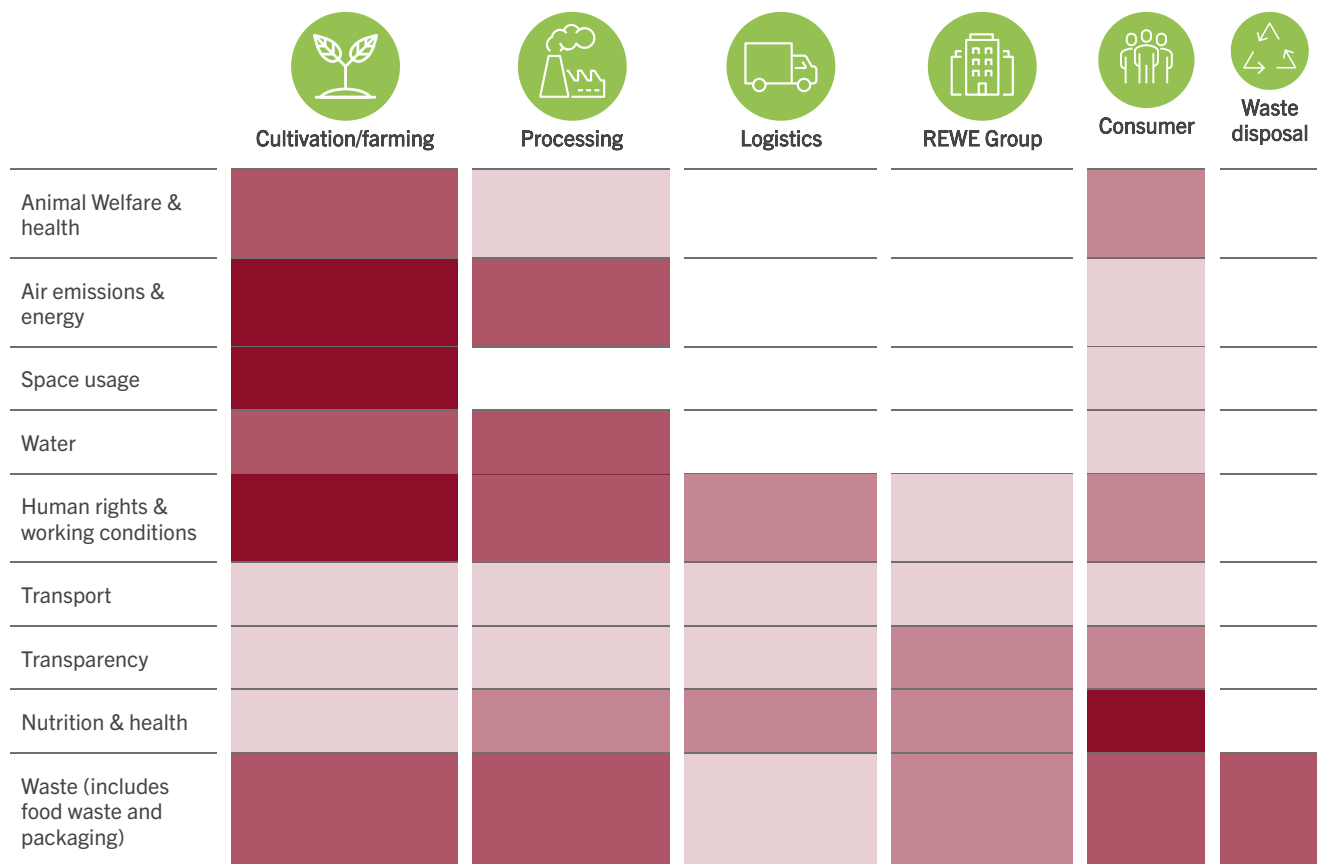 Cultivation/farming
Processing
Logistics
REWE Group
Consumer
Waste
disposal
Animal Welfare &
health
Air emissions &
energy
Space usage
Water
Human rights &
working conditions
Transport
Transparency
Nutrition & health
Waste (includes
food waste and
packaging)